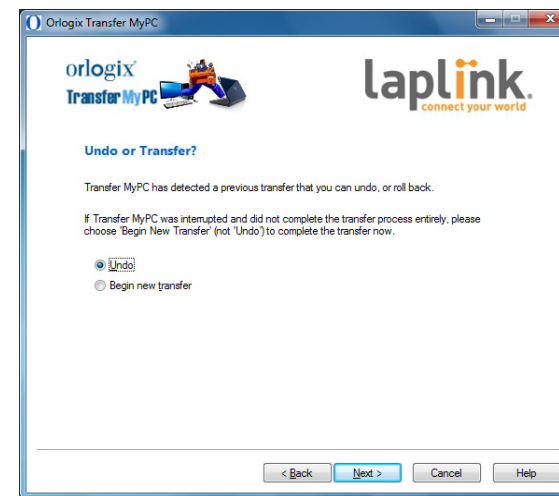 Orlogix Transfer MyPC
orlogix
Transfer My PC
laplink.
connect your world
Undo or Transfer?
Transfer MyPC has detected a previous transfer that you can undo, or roll back.
If Transfer MyPC was interrupted and did not complete the transfer process entirely, please
choose 'Begin New Transfer' (not 'Undo') to complete the transfer now.
Undo
Begin new transfer
< Back
Next >
Cancel
Help